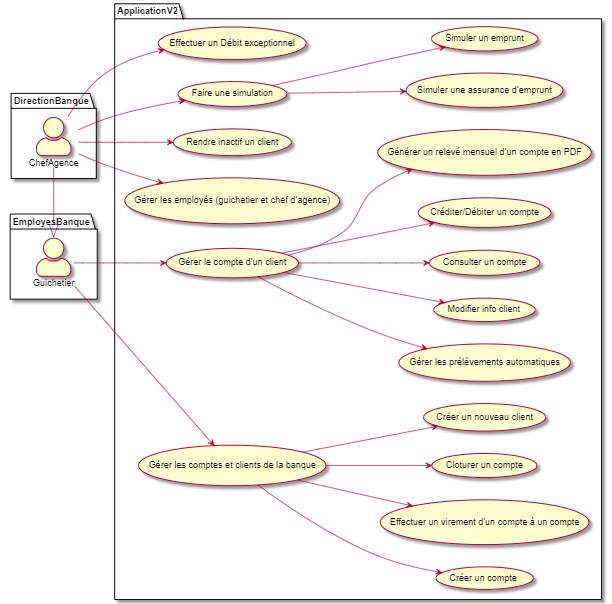 ApplicationV2
Effectuer un Débit exceptionnel
Simuler un emprunt
Faire une simulation
Simuler une assurance d'emprunt
DirectionBanque
ChefAgence
Rendre inactif un client
Générer un relevé mensuel d'un compte en PDF
Gérer les employés (guichetier et chef d'agence)
EmployesBanque
Guichetier
Créditer/Débiter un compte
Gérer le compte d'un client
Consulter un compte
Modifier info client
Gérer les prélèvements automatiques
Créer un nouveau client
Gérer les comptes et clients de la banque
Cloturer un compte
Effectuer un virement d'un compte à un compte
Créer un compte